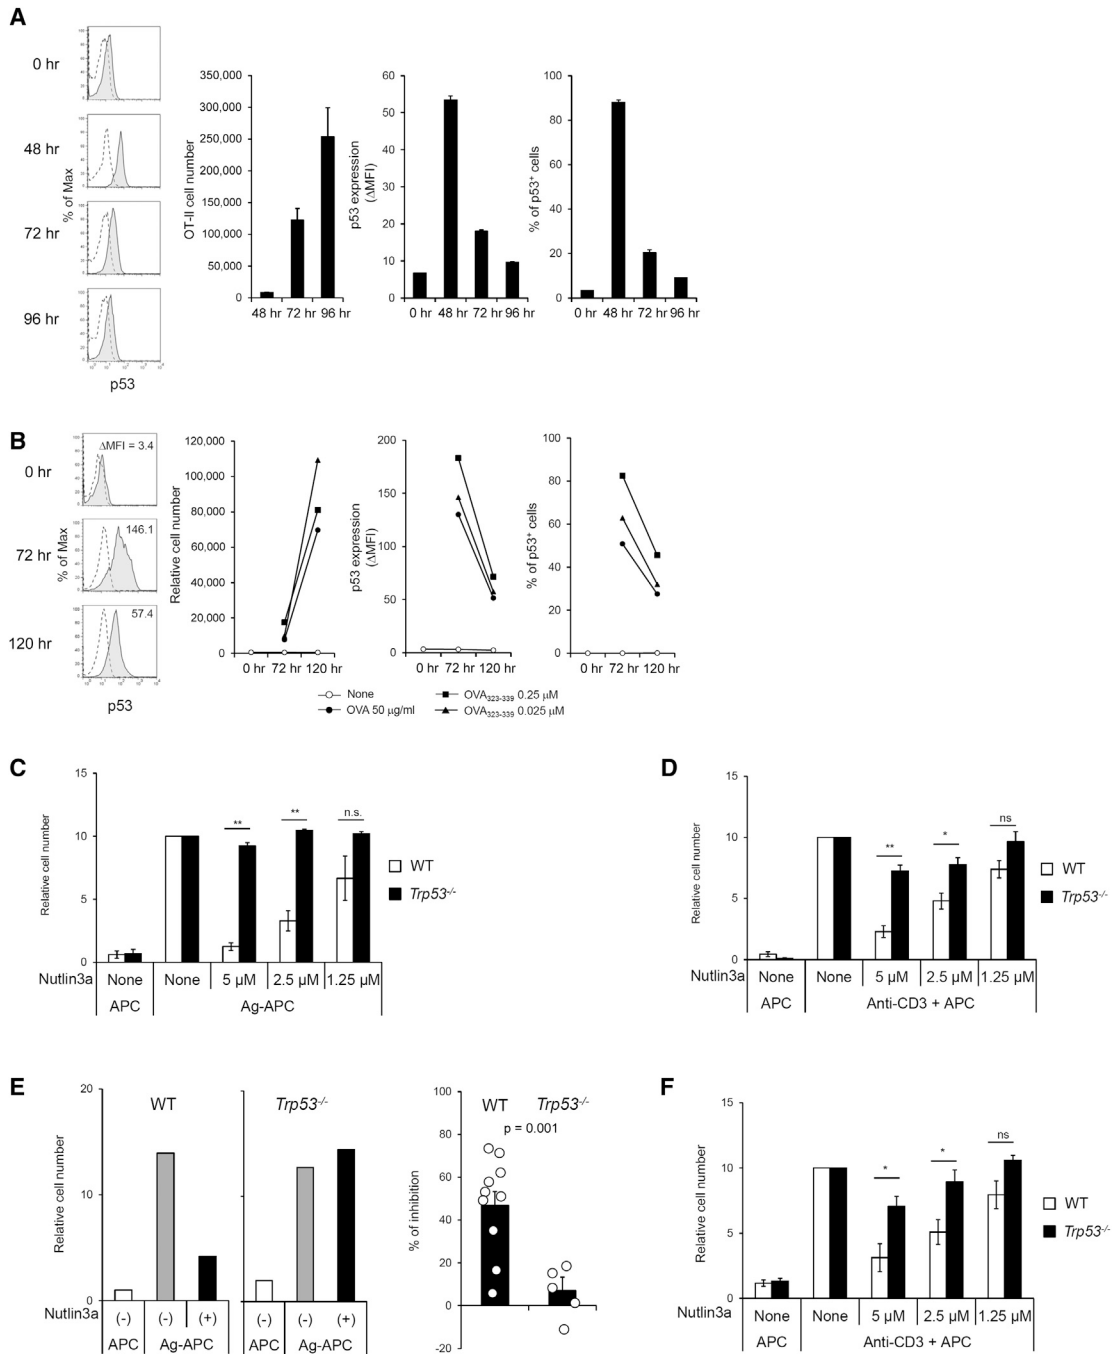 A
0 hr
48 hr
72 hr
96 hr
% of Max
p53
OT-II cell number
350,000
300,000
250,000
200,000
150,000
100,000
50,000
0
48 hr 72 hr 96 hr
p53 expression
(ΔMFI)
60
50
40
30
20
10
0
0 hr 48 hr 72 hr 96 hr
% of p53+ cells
100
80
60
40
20
0
0 hr 48 hr 72 hr 96 hr
B
0 hr
72 hr
120 hr
% of Max
ΔMFI = 3.4
146.1
57.4
p53
Relative cell number
120,000
100,000
80,000
60,000
40,000
20,000
0
0 hr 72 hr 120 hr
p53 expression
(ΔMFI)
200
150
100
50
0
0 hr 72 hr 120 hr
% of p53+ cells
100
80
60
40
20
0
0 hr 72 hr 120 hr
None
OVA323-339 0.25 µM
OVA 50 µg/ml
OVA323-339 0.025 µM
C
Relative cell number
15
10
5
0
**
**
n.s.
WT
Trp53-/-
Nutlin3a None None 5 µM 2.5 µM 1.25 µM
APC Ag-APC
D
Relative cell number
15
10
5
0
**
*
ns
WT
Trp53-/-
Nutlin3a None None 5 µM 2.5 µM 1.25 µM
APC Anti-CD3 + APC
E
Relative cell number
20
10
0
WT
Trp53-/-
Nutlin3a (-) (-) (+) (-) (-) (+)
APC Ag-APC APC Ag-APC
% of inhibition
100
80
60
40
20
0
-20
WT Trp53-/-
p = 0.001
F
Relative cell number
15
10
5
0
*
*
ns
WT
Trp53-/-
Nutlin3a None None 5 µM 2.5 µM 1.25 µM
APC Anti-CD3 + APC